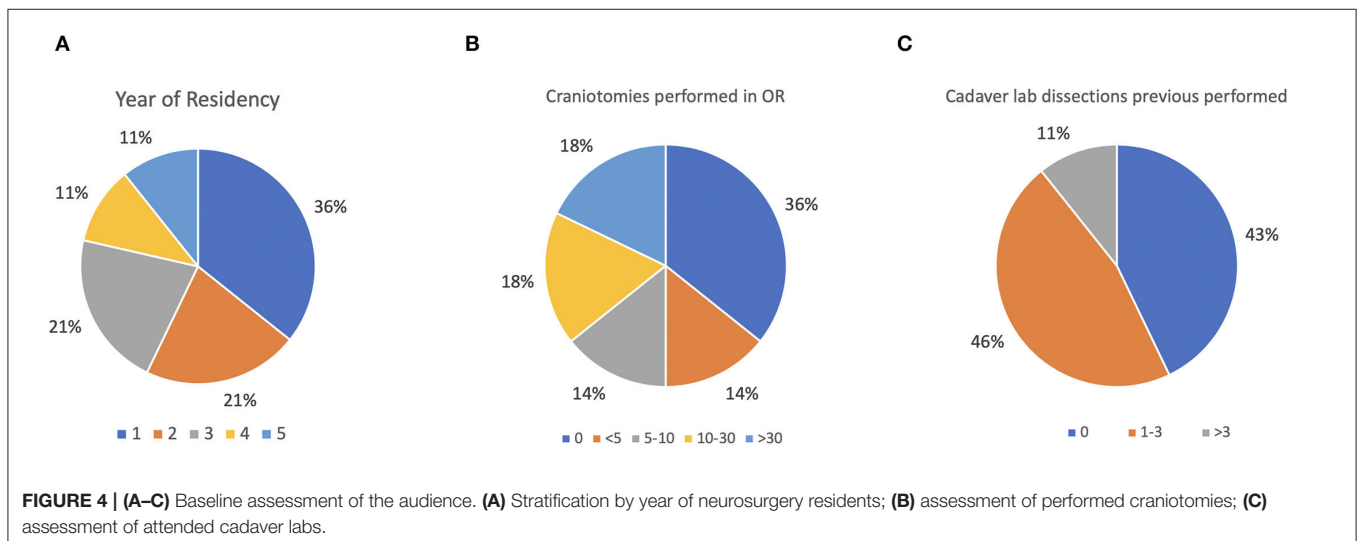 A
Year of Residency
11%
11%
36%
21%
21%
1 2 3 4 5
B
Craniotomies performed in OR
18%
36%
18%
14%
14%
0 <5 5-10 10-30 >30
C
Cadaver lab dissections previous performed
11%
43%
46%
0 1-3 >3
FIGURE 4 | (A–C) Baseline assessment of the audience. (A) Stratification by year of neurosurgery residents; (B) assessment of performed craniotomies; (C)
assessment of attended cadaver labs.